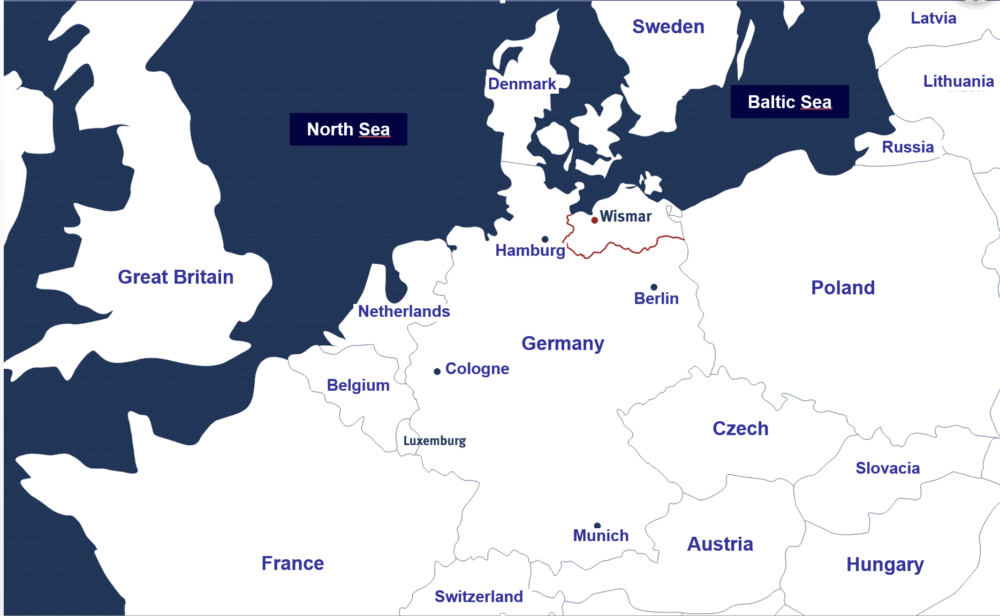 Sweden
Latvia
Lithuania
Denmark
Baltic Sea
North Sea
Russia
Wismar
Hamburg
Great Britain
Poland
Berlin
Netherlands
Germany
Cologne
Belgium
Czech
Luxemburg
Slovacia
Munich
Austria
France
Hungary
Switzerland